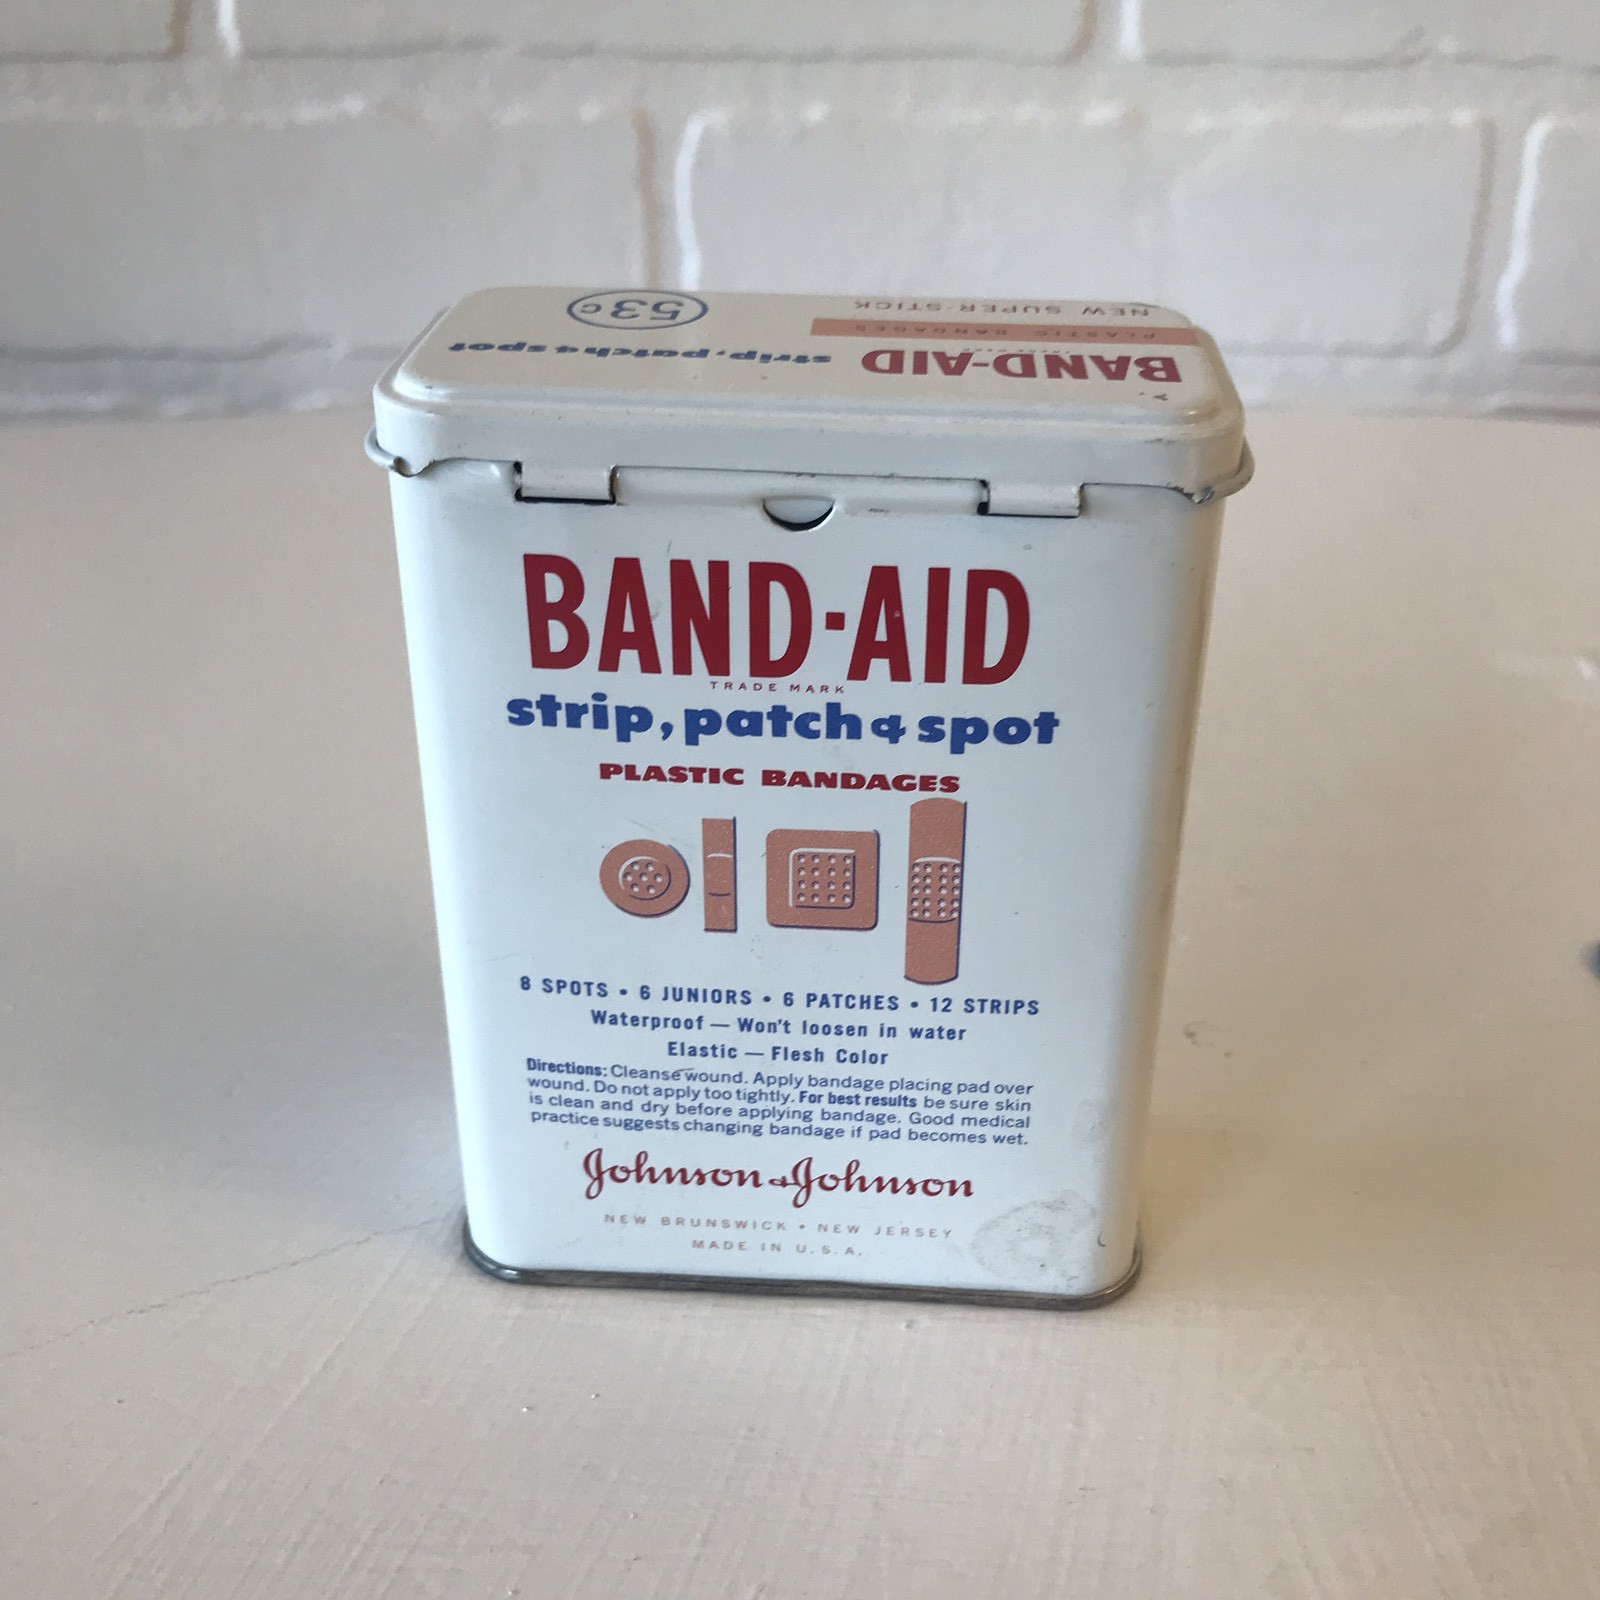 53¢
NEW SUPER-STICK
PLASTIC BANDAGES
BAND-AID strip, patch & spot
TRADE MARK
BAND-AID
TRADE MARK
strip, patch & spot
PLASTIC BANDAGES
8 SPOTS • 6 JUNIORS • 6 PATCHES • 12 STRIPS
Waterproof — Won't loosen in water
Elastic — Flesh Color
Directions: Cleanse wound. Apply bandage placing pad over
wound. Do not apply too tightly. For best results be sure skin
is clean and dry before applying bandage. Good medical
practice suggests changing bandage if pad becomes wet.
Johnson & Johnson
NEW BRUNSWICK • NEW JERSEY
MADE IN U.S.A.